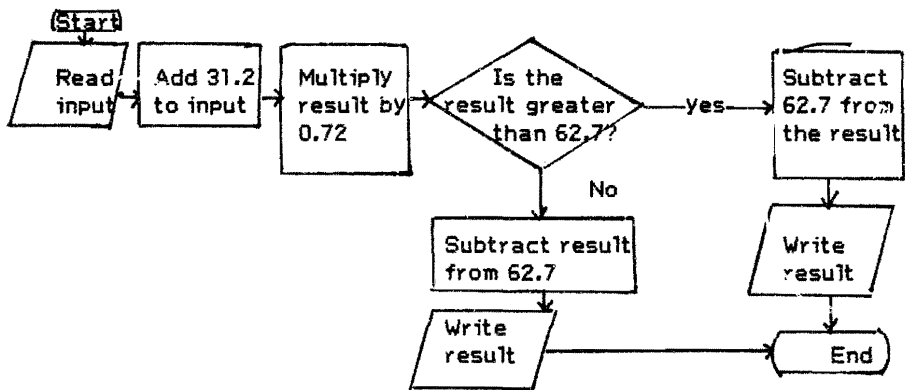 Start
Read
input
Add 31.2
to input
Multiply
result by
0.72
Is the
result greater
than 62.7?
yes
Subtract
62.7 from
the result
No
Subtract result
from 62.7
Write
result
Write
result
End